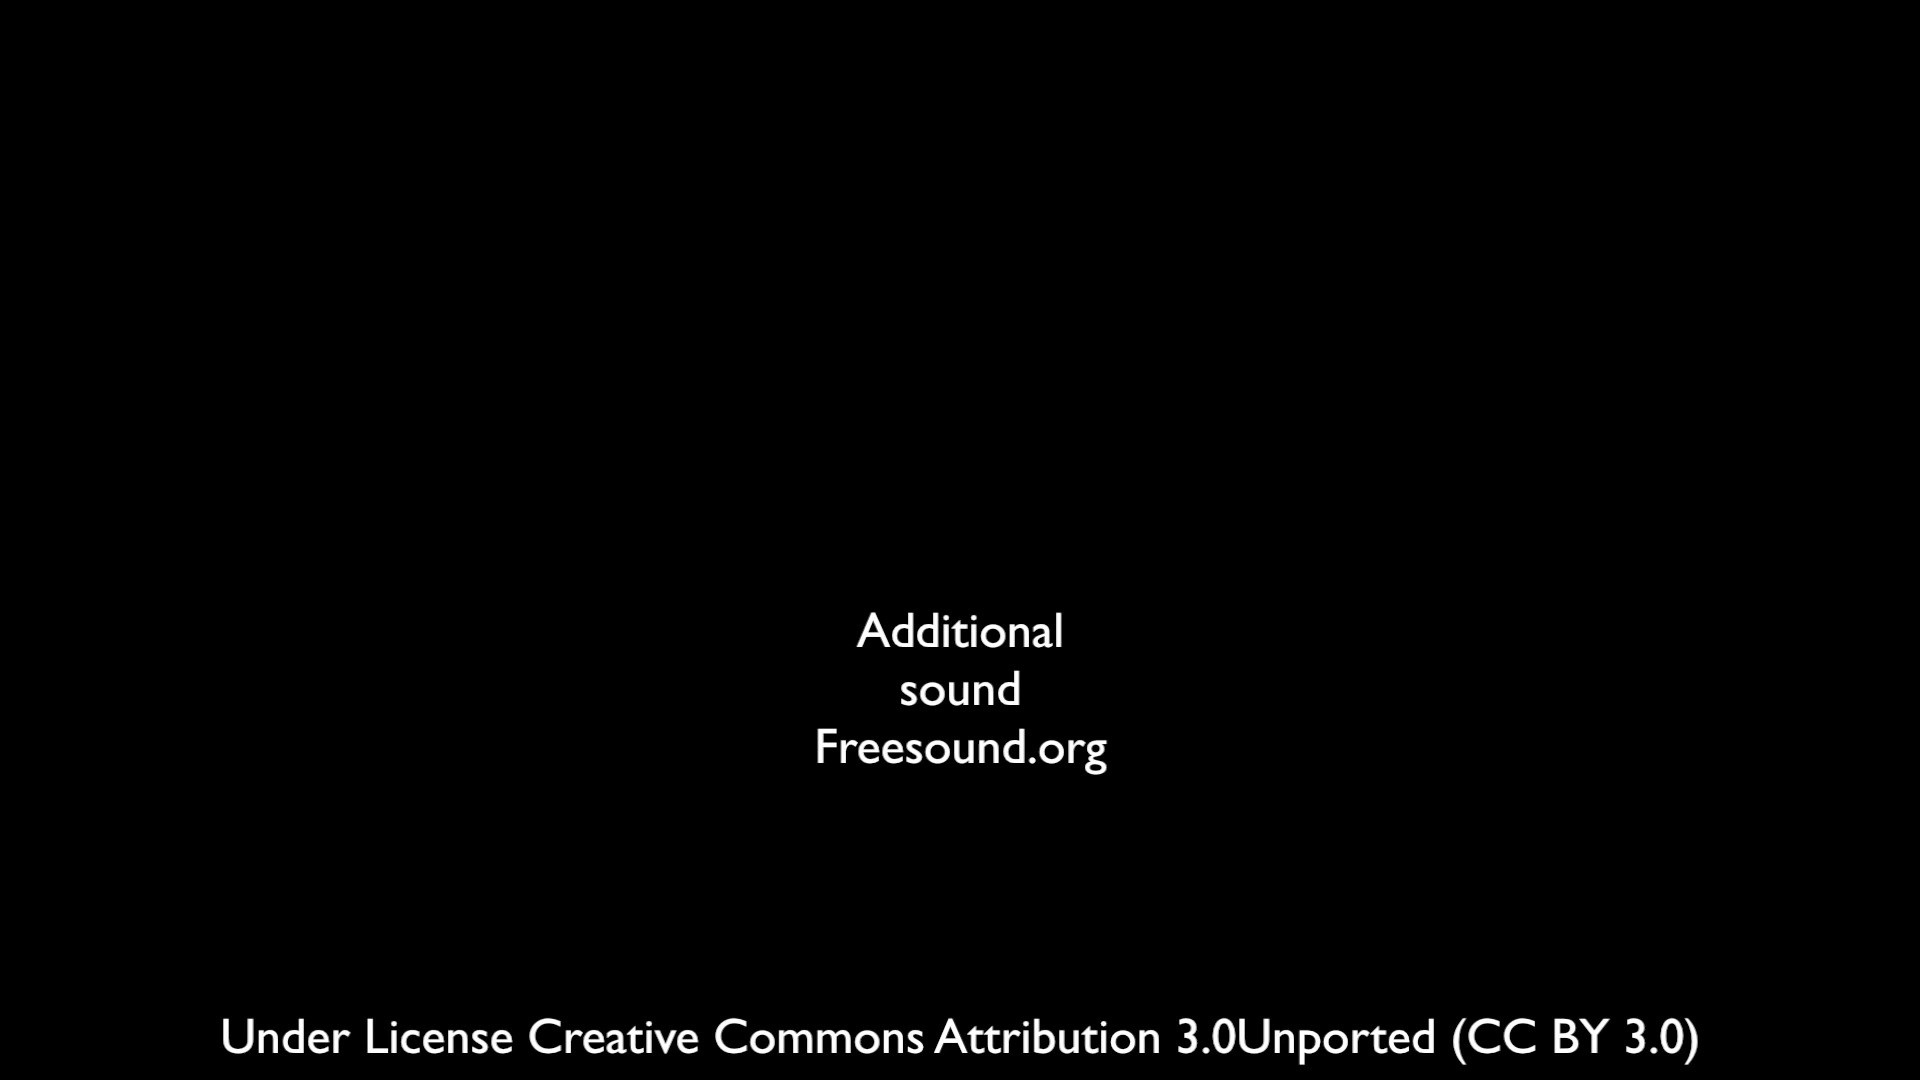 Additional
sound
Freesound.org
Under License Creative Commons Attribution 3.0Unported (CC BY 3.0)